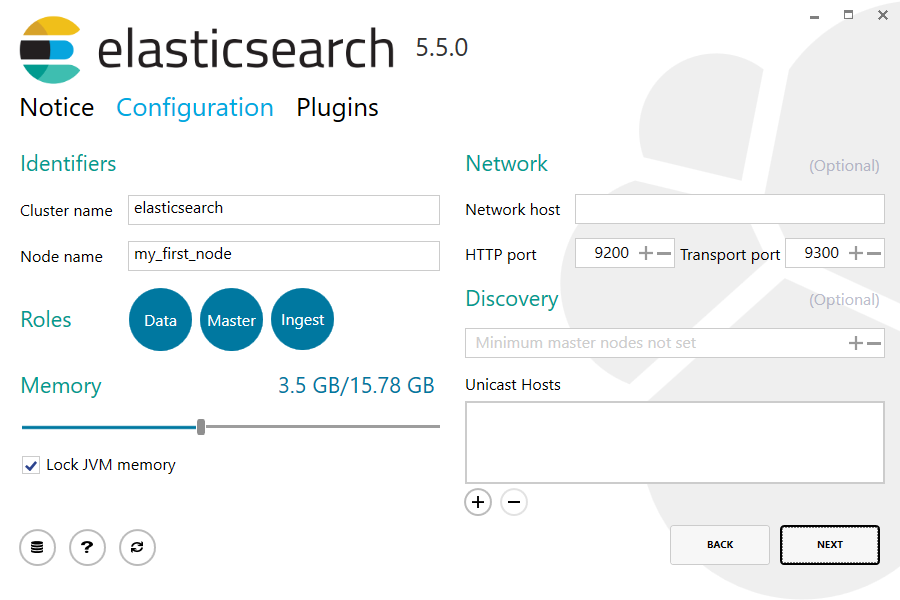 elasticsearch 5.5.0
Notice Configuration Plugins
Identifiers
Cluster name elasticsearch
Node name my_first_node
Roles Data Master Ingest
Memory 3.5 GB/15.78 GB
Lock JVM memory
Network (Optional)
Network host
HTTP port 9200 Transport port 9300
Discovery (Optional)
Minimum master nodes not set
Unicast Hosts
?
BACK NEXT